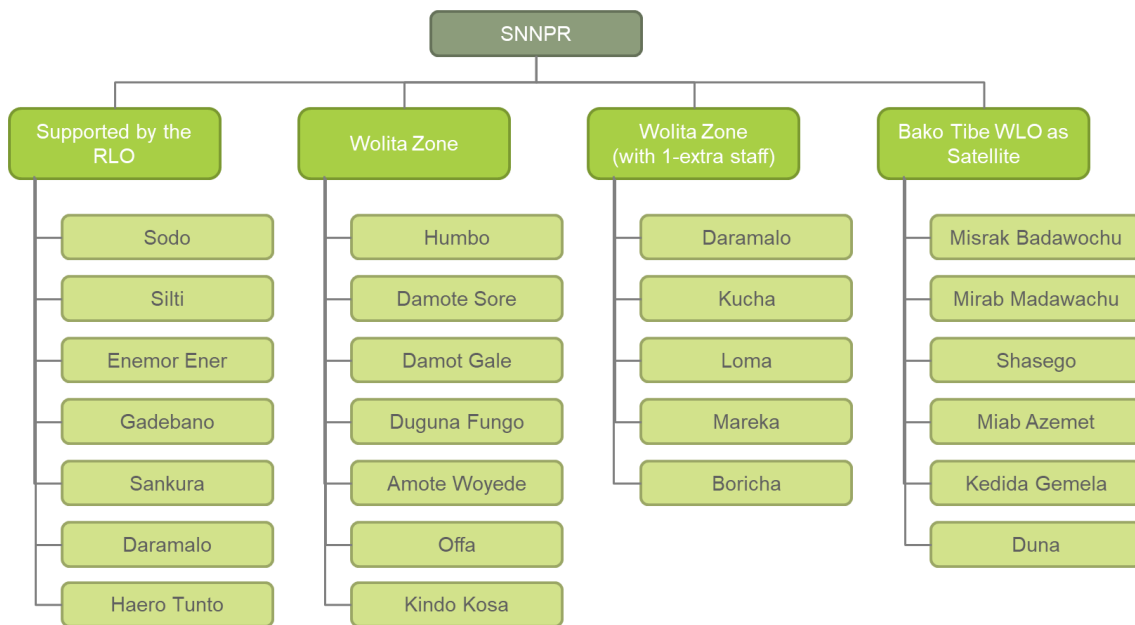 SNNPR
Supported by the
RLO
Sodo
Silti
Enemor Ener
Gadebano
Sankura
Daramalo
Haero Tunto
Wolita Zone
Humbo
Damote Sore
Damot Gale
Duguna Fungo
Amote Woyede
Offa
Kindo Kosa
Wolita Zone
(with 1-extra staff)
Daramalo
Kucha
Loma
Mareka
Boricha
Bako Tibe WLO as
Satellite
Misrak Badawochu
Mirab Madawachu
Shasego
Miab Azemet
Kedida Gemela
Duna